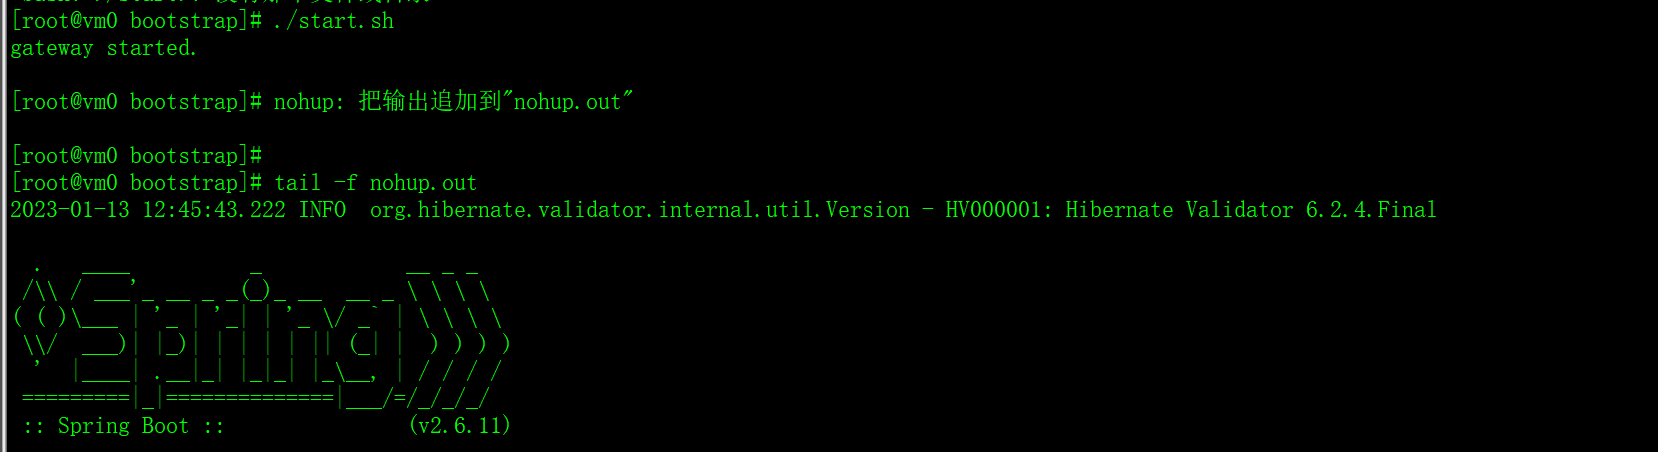 [root@vm0 bootstrap]# ./start.sh
gateway started.
[root@vm0 bootstrap]# nohup: 把输出追加到"nohup.out"
[root@vm0 bootstrap]#
[root@vm0 bootstrap]# tail -f nohup.out
2023-01-13 12:45:43.222 INFO  org.hibernate.validator.internal.util.Version - HV000001: Hibernate Validator 6.2.4.Final
  .   ____          _            __ _ _
 /\\ / ___'_ __ _ _(_)_ __  __ _ \ \ \ \
( ( )\___ | '_ | '_| | '_ \/ _` | \ \ \ \
 \\/  ___)| |_)| | | | | || (_| |  ) ) ) )
  '  |____| .__|_| |_|_| |_\__, | / / / /
 =========|_|==============|___/=/_/_/_/
 :: Spring Boot ::               (v2.6.11)